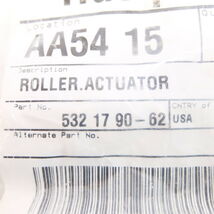 Location
AA54 15
Description
ROLLER.ACTUATOR
Part No.
532 17 90-62
CNTRY of
USA
Alternate Part No.